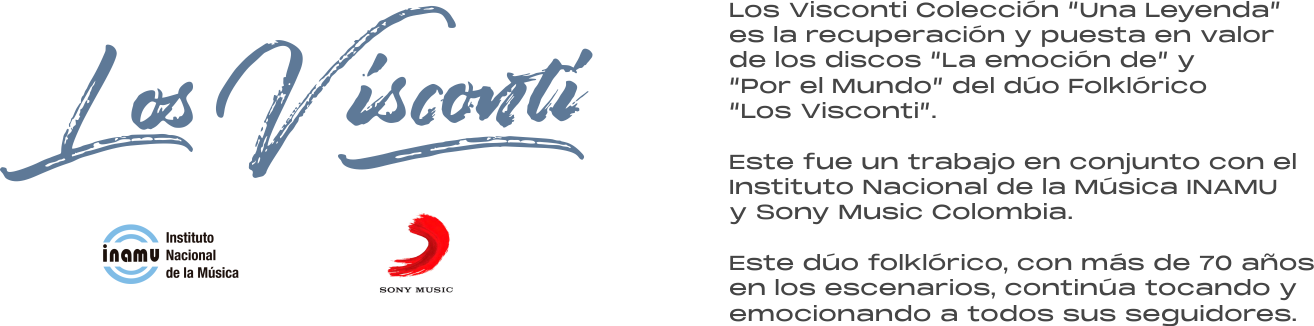 Los Visconti
inamu
Instituto
Nacional
de la Música
SONY MUSIC
Los Visconti Colección "Una Leyenda"
es la recuperación y puesta en valor
de los discos "La emoción de" y
"Por el Mundo" del dúo Folklórico
"Los Visconti".
Este fue un trabajo en conjunto con el
Instituto Nacional de la Música INAMU
y Sony Music Colombia.
Este dúo folklórico, con más de 70 años
en los escenarios, continúa tocando y
emocionando a todos sus seguidores.